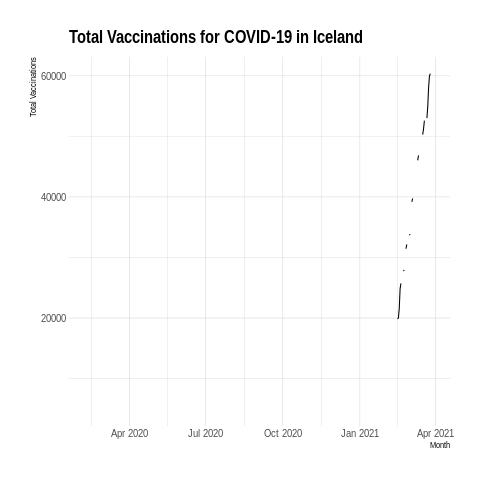 Total Vaccinations for COVID-19 in Iceland
Total Vaccinations
60000
40000
20000
Apr 2020 Jul 2020 Oct 2020 Jan 2021 Apr 2021
Month